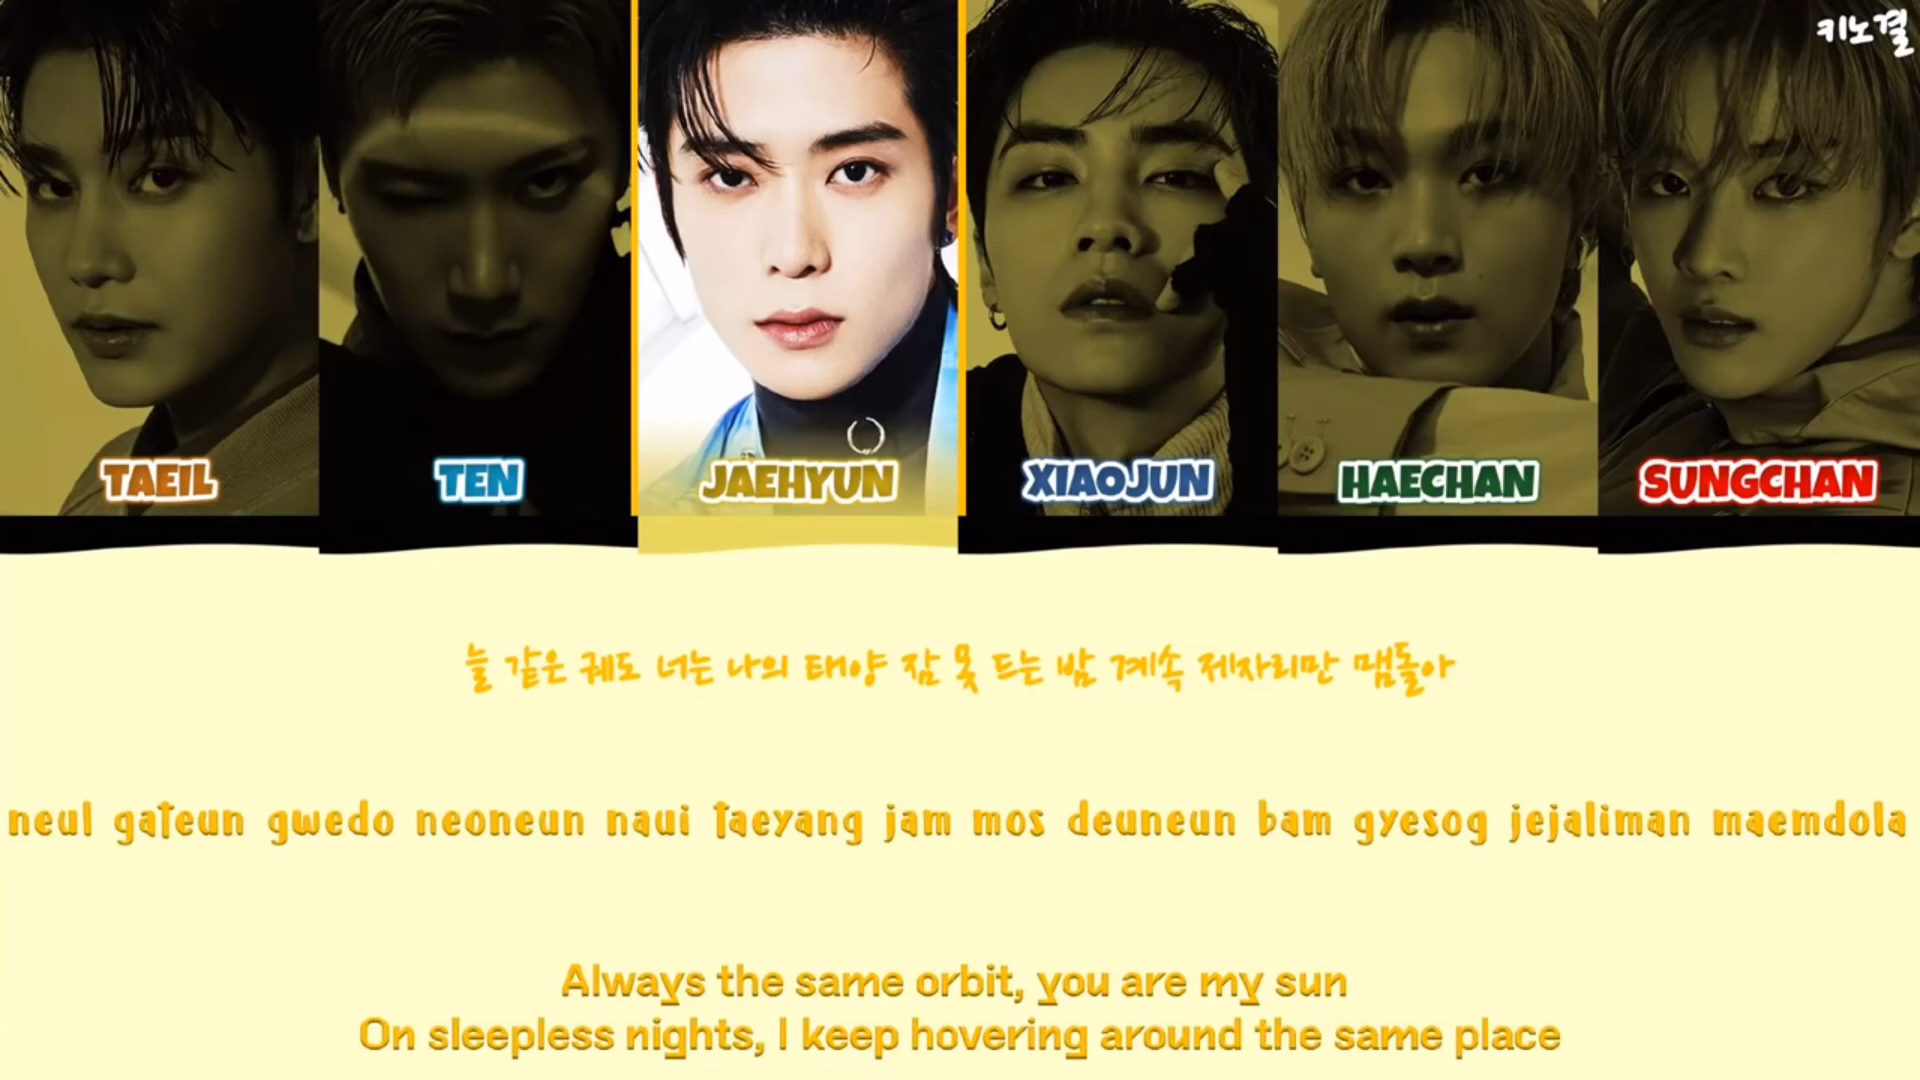 키노결
TAEIL
TEN
JAEHYUN
XIAOJUN
HAECHAN
SUNGCHAN
늘 같은 궤도 너는 나의 태양 잠 못 드는 밤 계속 제자리만 맴돌아
neul gateun gwedo neoneun naui taeyang jam mos deuneun bam gyesog jejaliman maemdola
Always the same orbit, you are my sun
On sleepless nights, I keep hovering around the same place